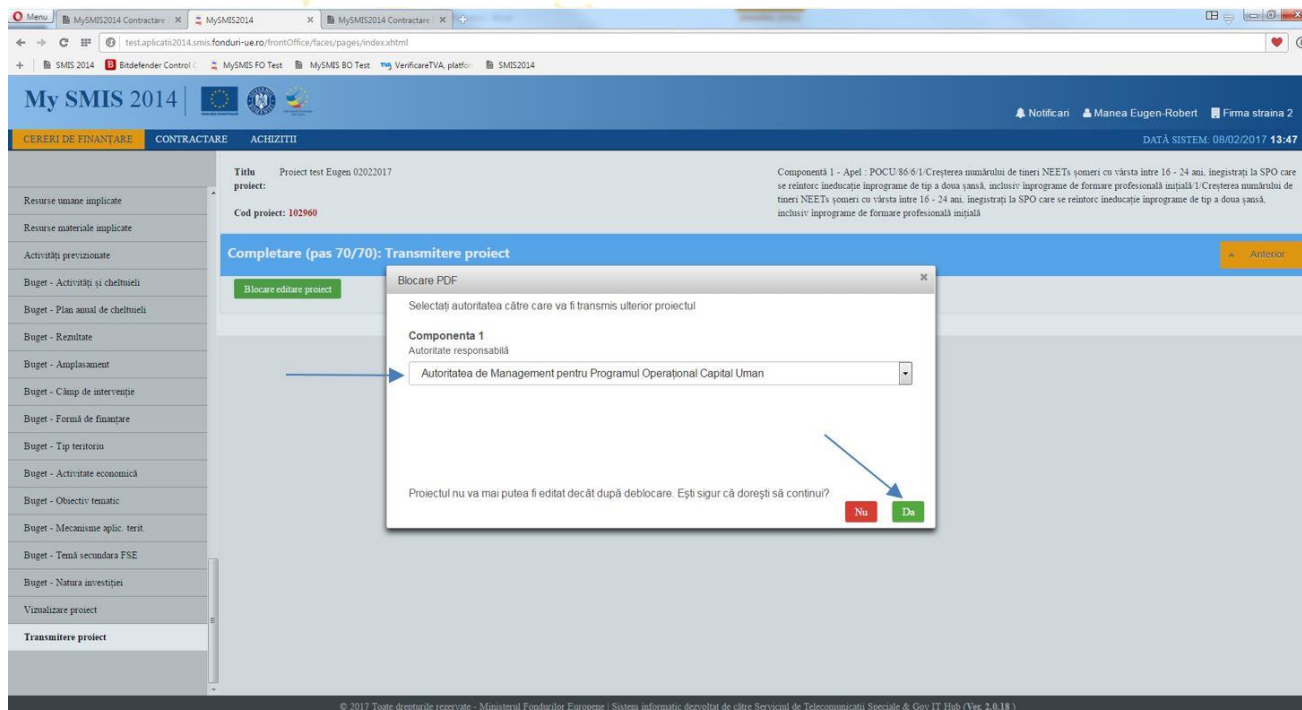 Menu
MySMIS2014 Contractare
MySMIS2014
MySMIS2014 Contractare
test.aplicatii2014.smis.fonduri-ue.ro/frontOffice/faces/pages/index.xhtml
SMIS 2014
Bitdefender Control C
MySMIS FO Test
MySMIS BO Test
VerificareTVA, platfor
SMIS2014
My SMIS 2014
Notificari
Manea Eugen-Robert
Firma straina 2
CERERI DE FINANȚARE
CONTRACTARE
ACHIZITII
DATĂ SISTEM: 08/02/2017 13:47
Titlu proiect:
Proiect test Eugen 02022017
Cod proiect: 102960
Componentă 1 - Apel : POCU/86/6/1/Creșterea numărului de tineri NEETs șomeri cu vârsta între 16 - 24 ani, inegistrați la SPO care
se reîntorc îneducație înprograme de tip a doua șansă, inclusiv înprograme de formare profesională inițială/1/Creșterea numărului de
tineri NEETs șomeri cu vârsta între 16 - 24 ani, inegistrați la SPO care se reîntorc îneducație înprograme de tip a doua șansă,
inclusiv înprograme de formare profesională inițială
Completare (pas 70/70): Transmitere proiect
Anterior
Blocare editare proiect
Resurse umane implicate
Resurse materiale implicate
Activități previzionate
Buget - Activități și cheltuieli
Buget - Plan anual de cheltuieli
Buget - Rezultate
Buget - Amplasament
Buget - Câmp de intervenție
Buget - Formă de finanțare
Buget - Tip teritoriu
Buget - Activitate economică
Buget - Obiectiv tematic
Buget - Mecanisme aplic. terit.
Buget - Temă secundara FSE
Buget - Natura investiției
Vizualizare proiect
Transmitere proiect
Blocare PDF
Selectați autoritatea către care va fi transmis ulterior proiectul
Componenta 1
Autoritate responsabilă
Autoritatea de Management pentru Programul Operațional Capital Uman
Proiectul nu va mai putea fi editat decât după deblocare. Ești sigur că dorești să continui?
Nu
Da
© 2017 Toate drepturile rezervate - Ministerul Fondurilor Europene | Sistem informatic dezvoltat de către Serviciul de Telecomunicatii Speciale & Gov IT Hub (Ver. 2.0.18 )